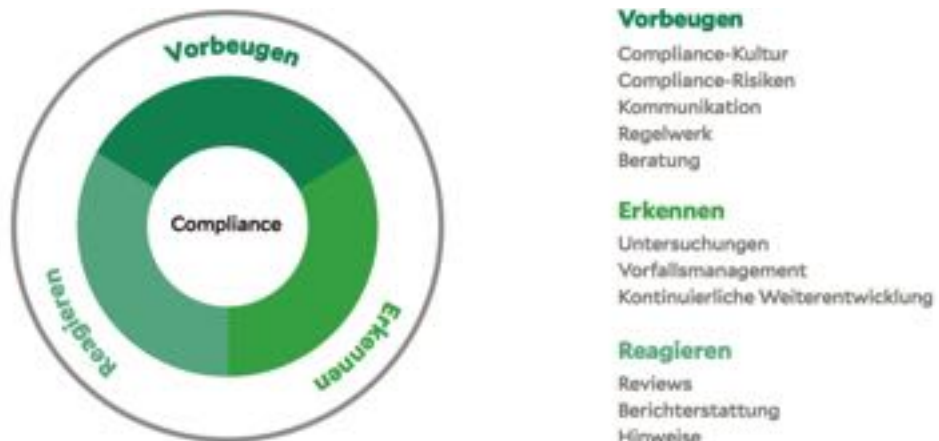 Vorbeugen
Compliance
Reagieren
Erkennen
Vorbeugen
Compliance-Kultur
Compliance-Risiken
Kommunikation
Regelwerk
Beratung
Erkennen
Untersuchungen
Vorfallsmanagement
Kontinuierliche Weiterentwicklung
Reagieren
Reviews
Berichterstattung
Hinweise